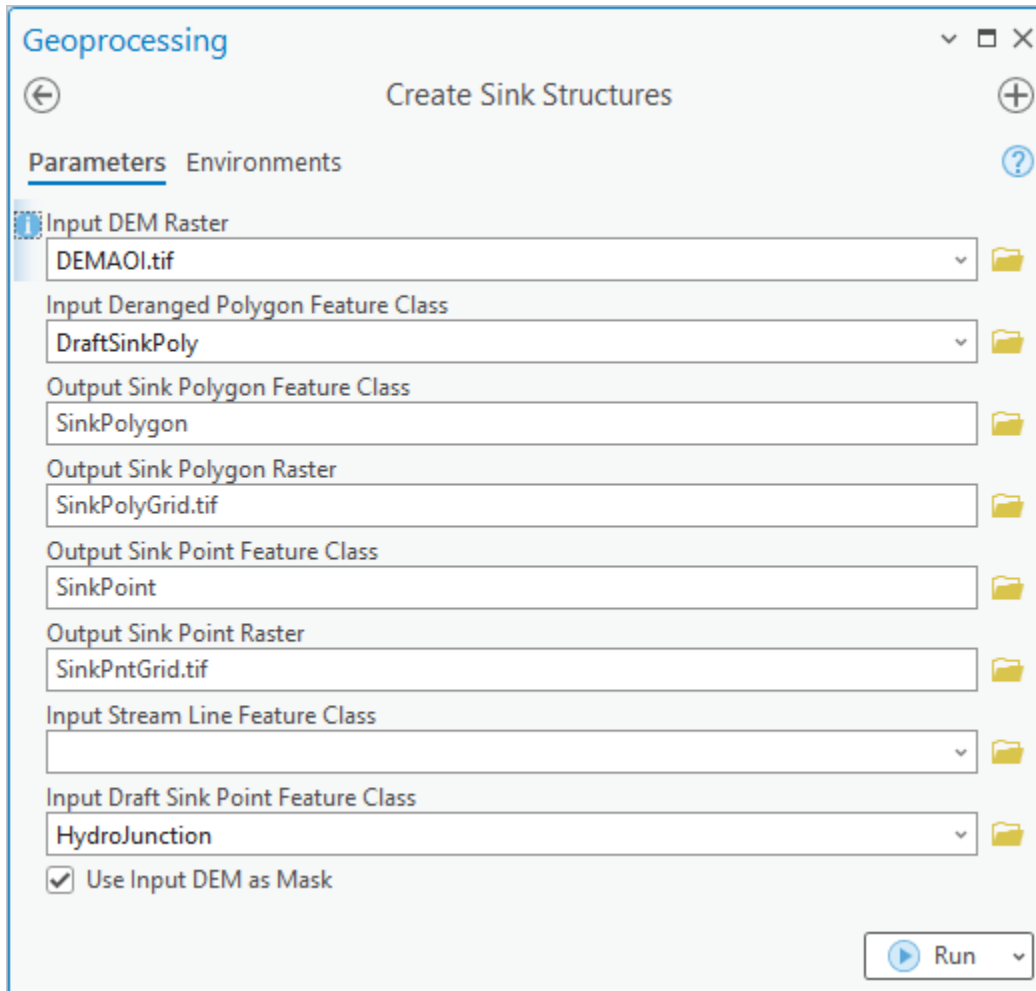 Geoprocessing
Create Sink Structures
Parameters Environments
Input DEM Raster
DEMAOI.tif
Input Deranged Polygon Feature Class
DraftSinkPoly
Output Sink Polygon Feature Class
SinkPolygon
Output Sink Polygon Raster
SinkPolyGrid.tif
Output Sink Point Feature Class
SinkPoint
Output Sink Point Raster
SinkPntGrid.tif
Input Stream Line Feature Class
Input Draft Sink Point Feature Class
HydroJunction
Use Input DEM as Mask
Run